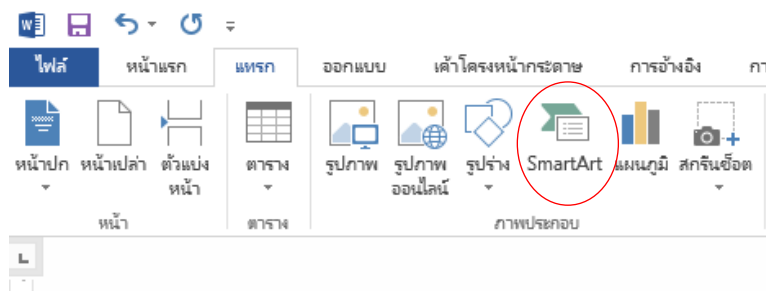 ไฟล์ หน้าแรก แทรก ออกแบบ เค้าโครงหน้ากระดาษ การอ้างอิง กา
หน้าปก หน้าเปล่า ตัวแบ่ง ตาราง รูปภาพ รูปภาพ รูปร่าง SmartArt แผนภูมิ สกรีนช็อต
หน้า ออนไลน์
หน้า ตาราง ภาพประกอบ